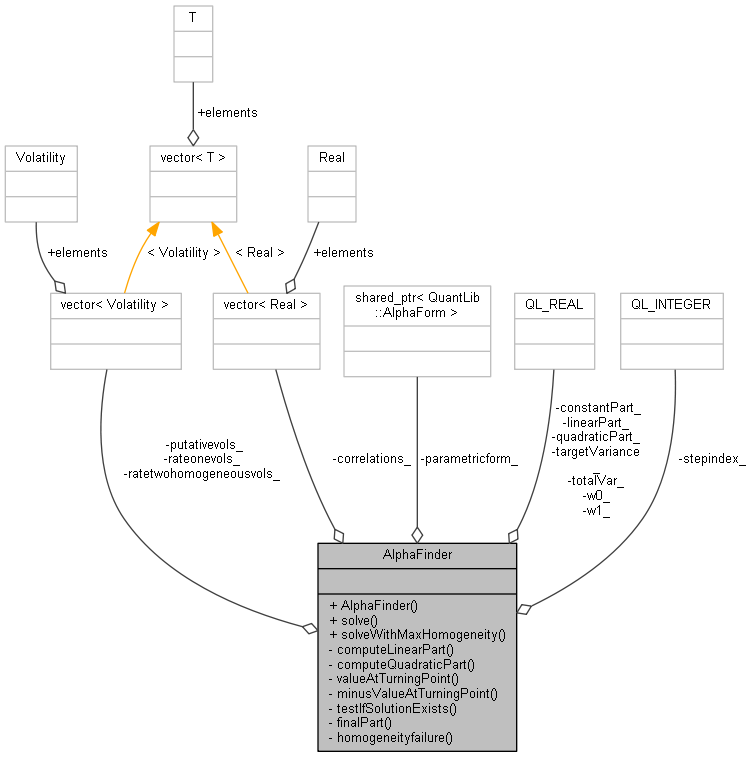 T
+elements
Volatility
vector< T >
Real
+elements
< Volatility >
< Real >
+elements
vector< Volatility >
vector< Real >
shared_ptr< QuantLib
::AlphaForm >
QL_REAL
QL_INTEGER
-putativevols_
-rateonevols_
-ratetwohomogeneousvols_
-correlations_
-parametricform_
-constantPart_
-linearPart_
-quadraticPart_
-targetVariance
_
-totalVar_
-w0_
-w1_
-stepindex_
AlphaFinder
+ AlphaFinder()
+ solve()
+ solveWithMaxHomogeneity()
- computeLinearPart()
- computeQuadraticPart()
- valueAtTurningPoint()
- minusValueAtTurningPoint()
- testIfSolutionExists()
- finalPart()
- homogeneityfailure()